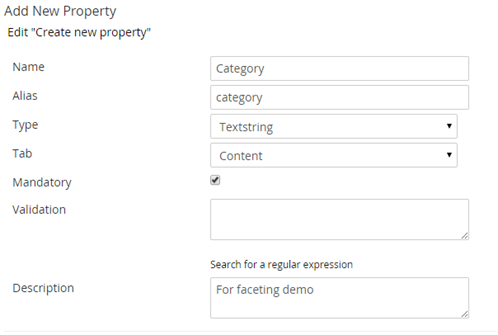 Add New Property
Edit "Create new property"
Name Category
Alias category
Type Textstring
Tab Content
Mandatory
Validation
Search for a regular expression
Description For faceting demo